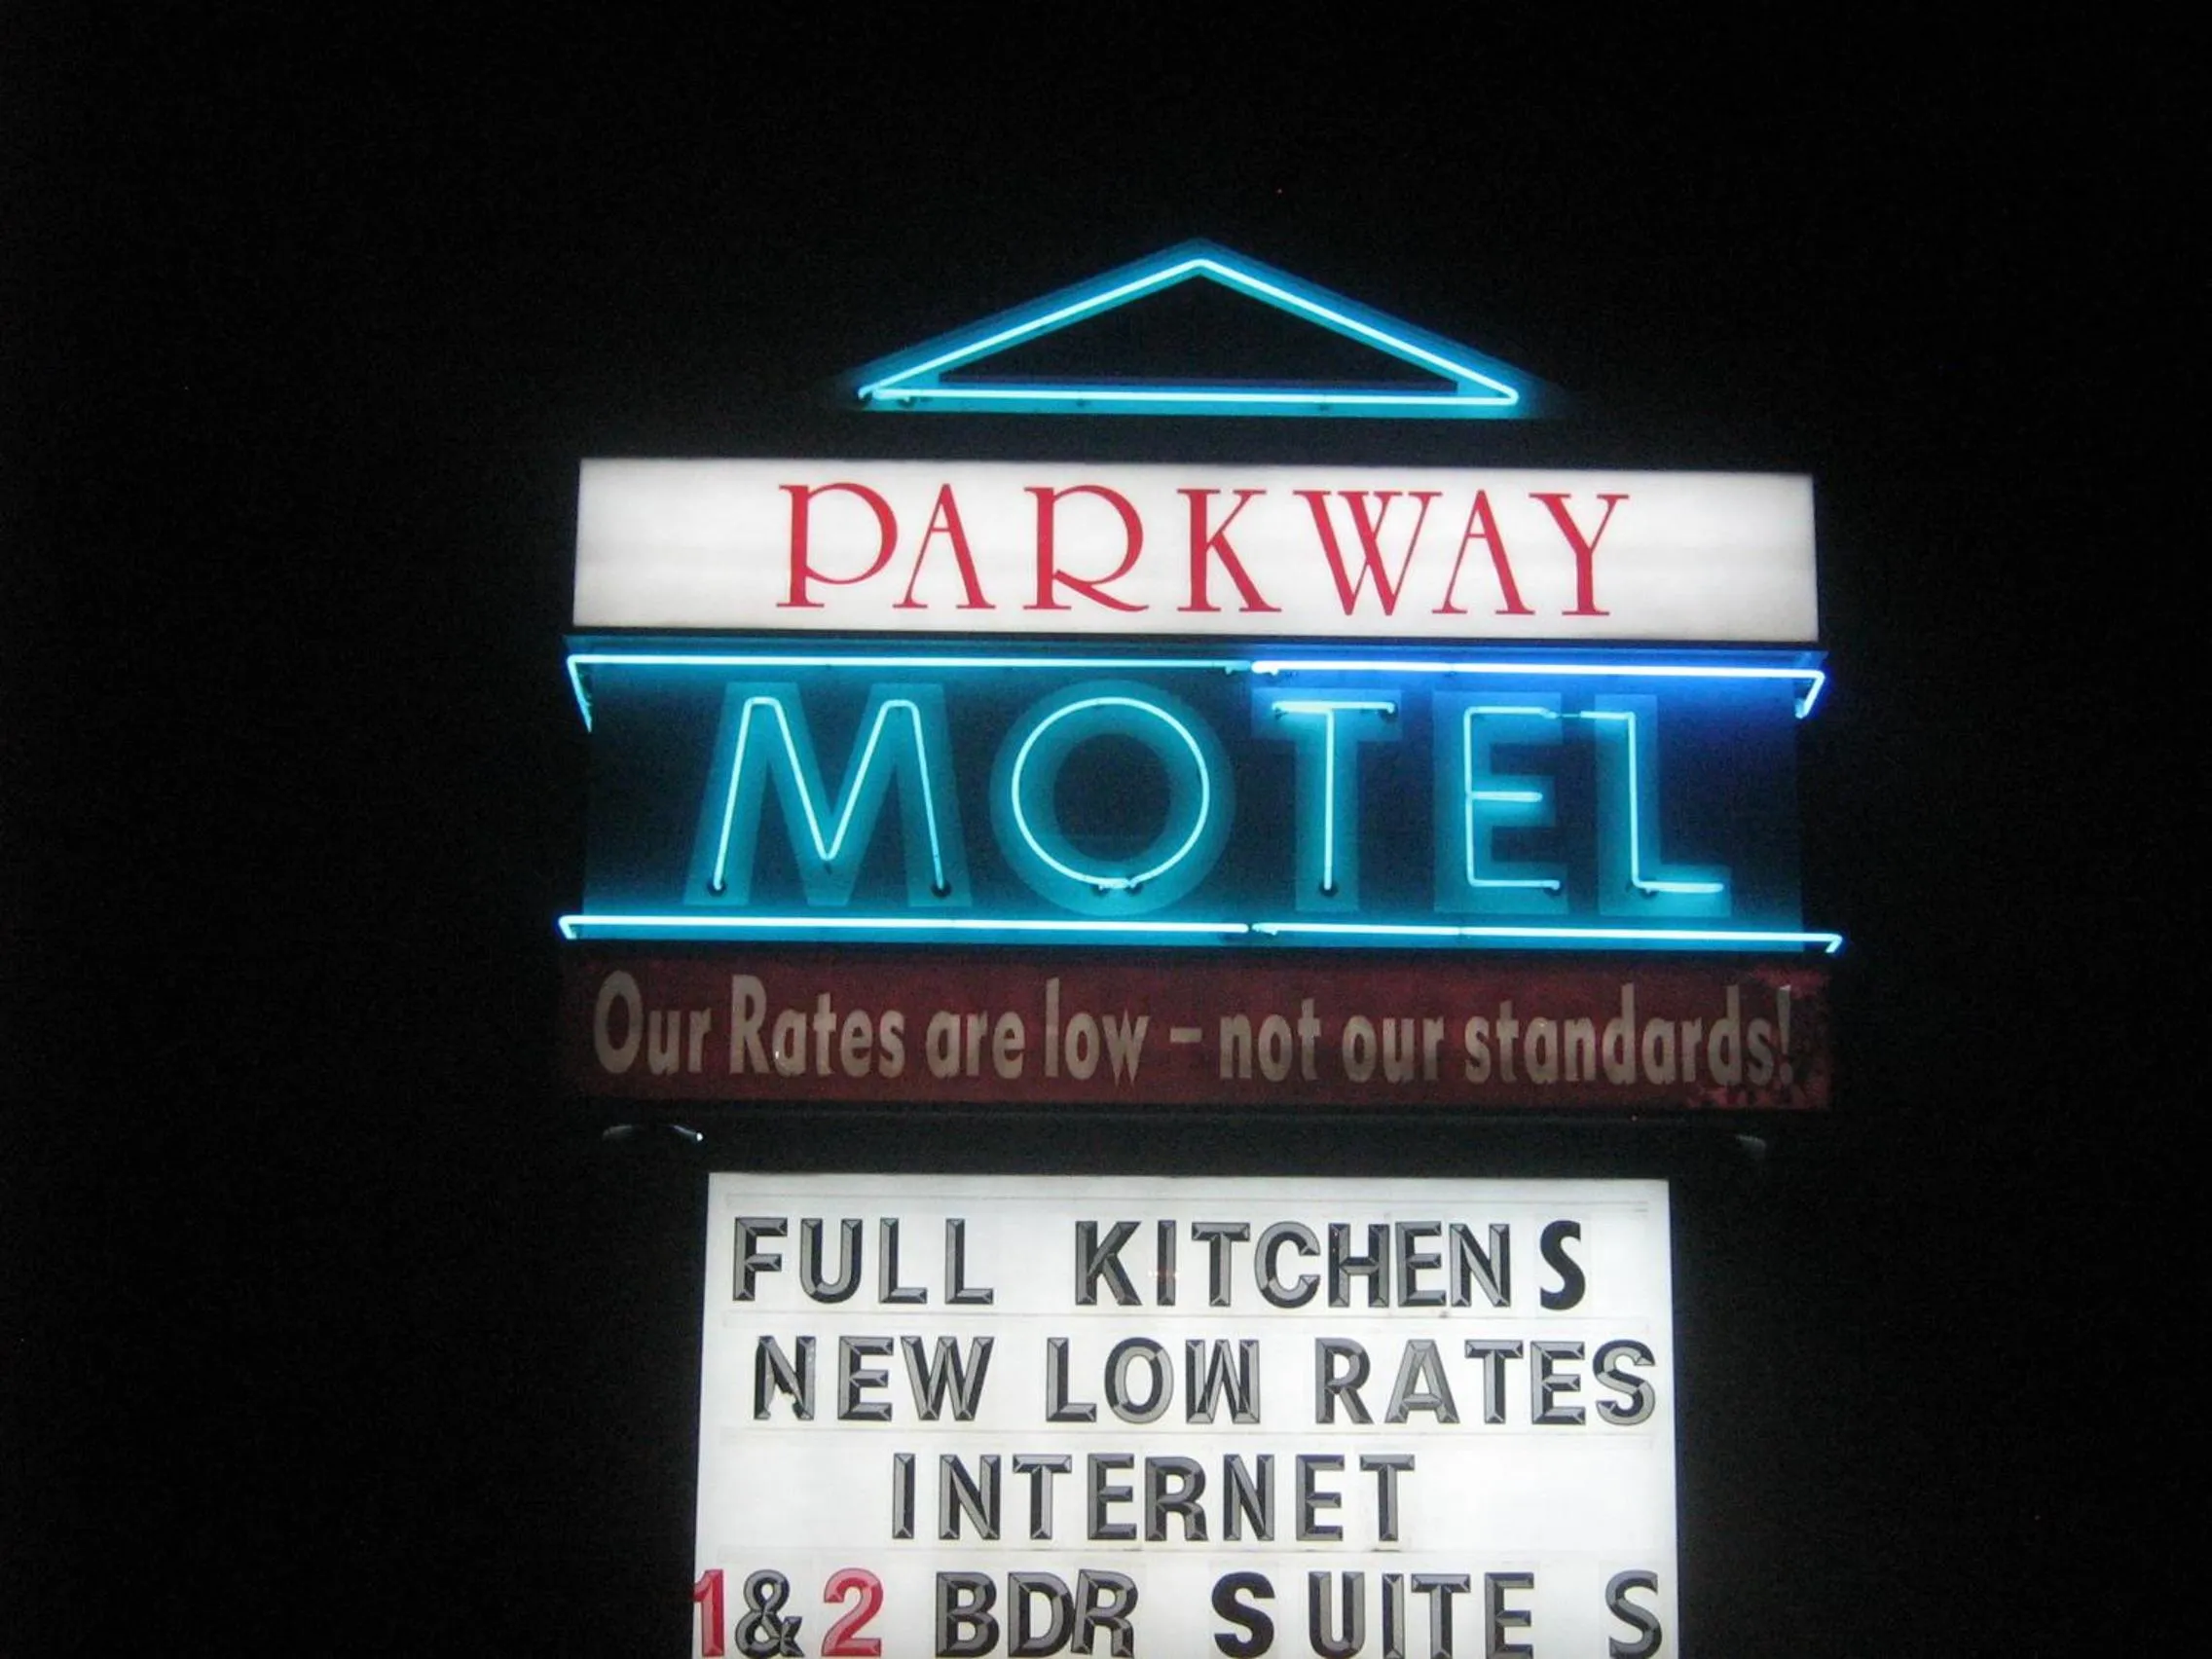 PARKWAY
MOTEL
Our Rates are low - not our standards!
FULL KITCHENS
NEW LOW RATES
INTERNET
1&2 BDR SUITES